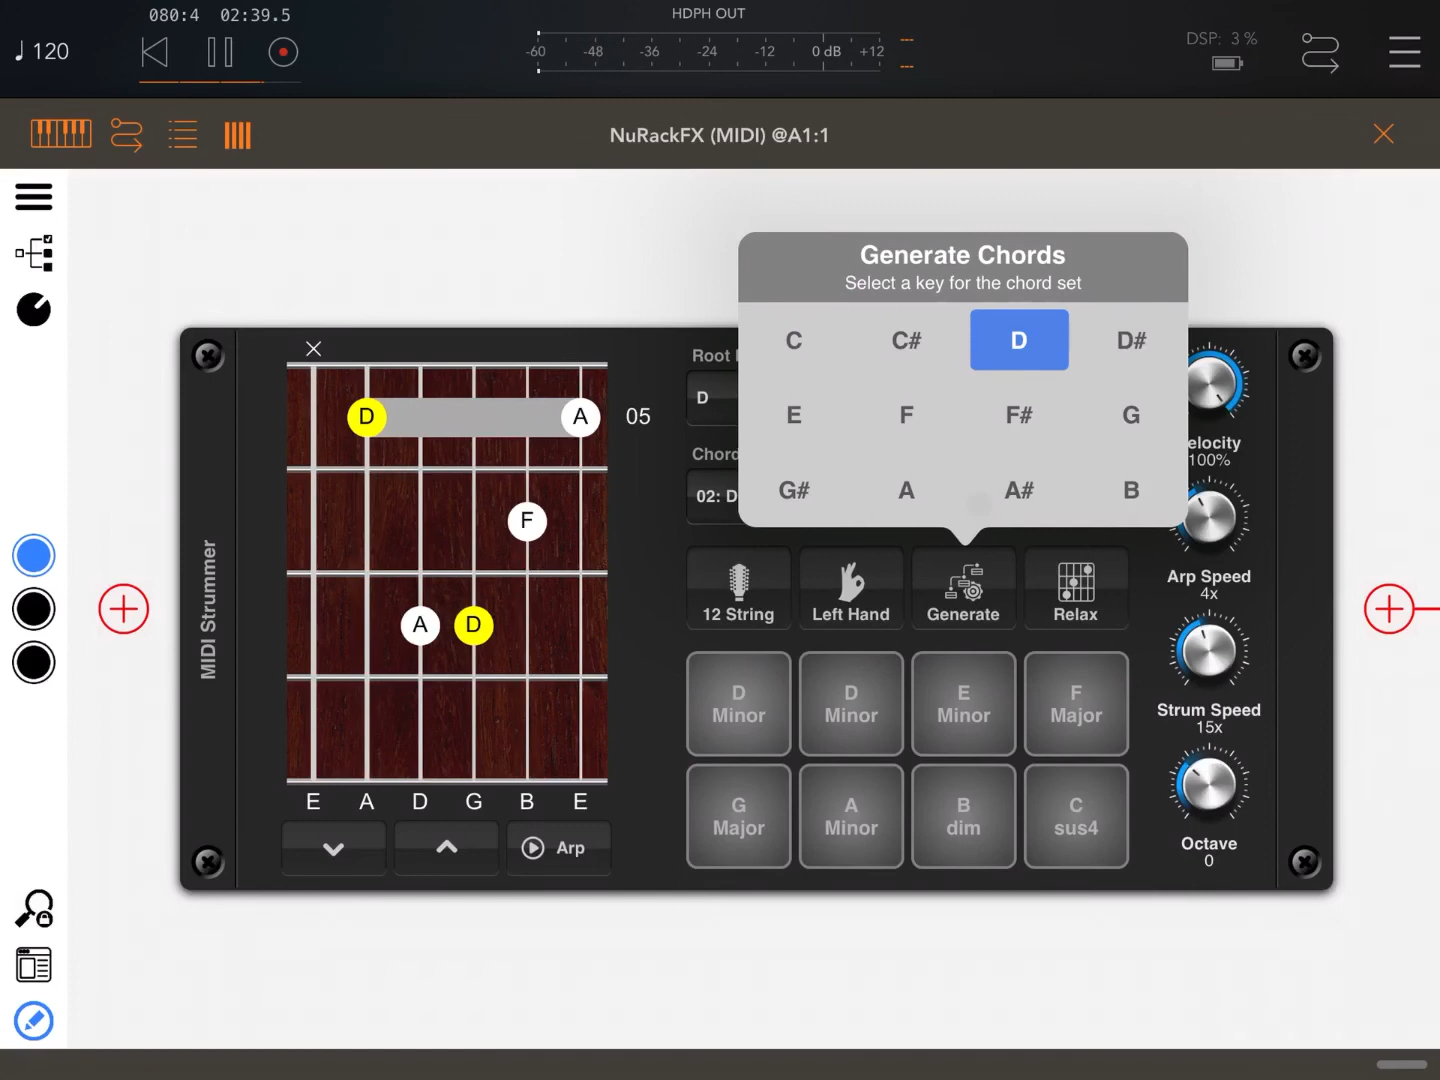 080:4 02:39.5
HDPH OUT
♩ 120
-60 -48 -36 -24 -12 0 dB +12
---
---
DSP: 3 %
NuRackFX (MIDI) @A1:1
Generate Chords
Select a key for the chord set
C C# D D#
E F F# G
G# A A# B
MIDI Strummer
D A 05
F
A D
E A D G B E
Arp
Root
D
Chord
02: D
12 String
Left Hand
Generate
Relax
D
Minor
D
Minor
E
Minor
F
Major
G
Major
A
Minor
B
dim
C
sus4
elocity
100%
Arp Speed
4x
Strum Speed
15x
Octave
0